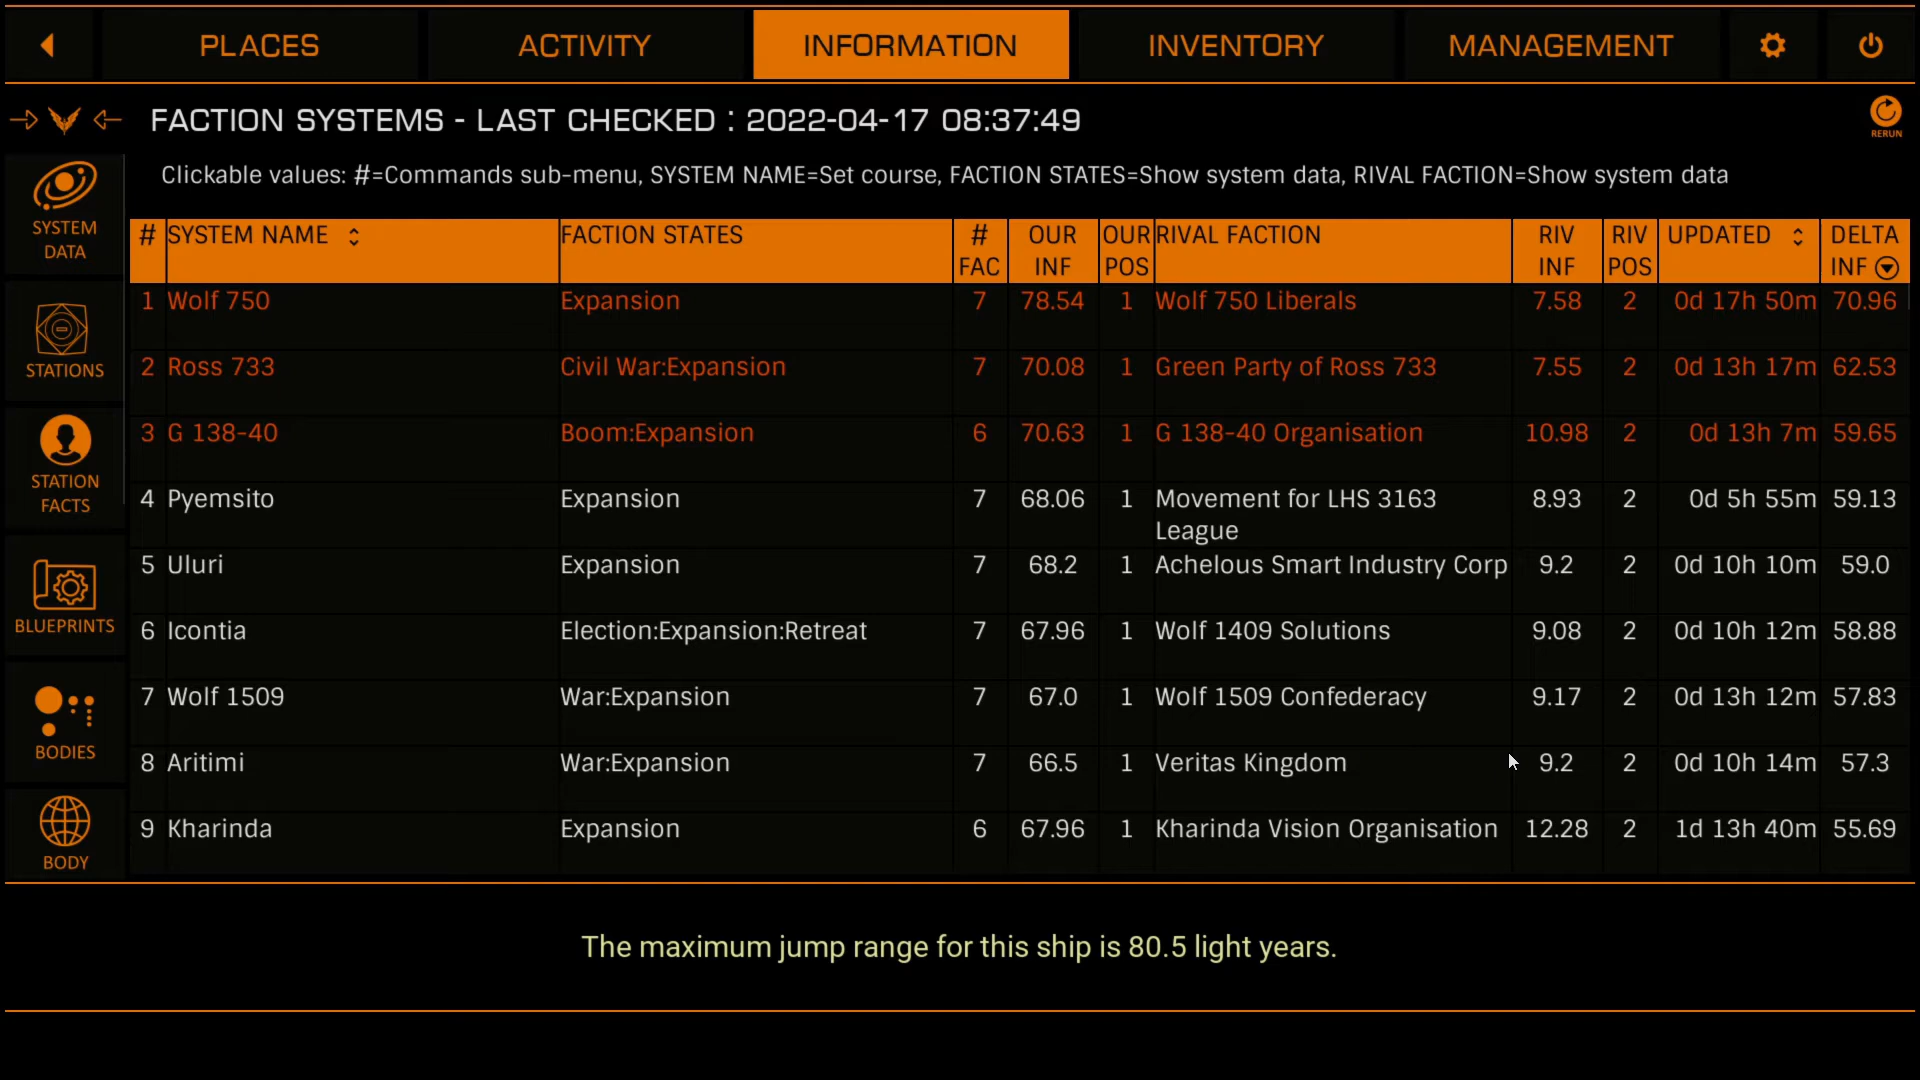 PLACES ACTIVITY INFORMATION INVENTORY MANAGEMENT
FACTION SYSTEMS - LAST CHECKED : 2022-04-17 08:37:49
RERUN
Clickable values: #=Commands sub-menu, SYSTEM NAME=Set course, FACTION STATES=Show system data, RIVAL FACTION=Show system data
SYSTEM
DATA
STATIONS
STATION
FACTS
BLUEPRINTS
BODIES
BODY
# SYSTEM NAME FACTION STATES # OUR OUR RIVAL FACTION RIV RIV UPDATED DELTA
FAC INF POS INF POS INF
1 Wolf 750 Expansion 7 78.54 1 Wolf 750 Liberals 7.58 2 0d 17h 50m 70.96
2 Ross 733 Civil War:Expansion 7 70.08 1 Green Party of Ross 733 7.55 2 0d 13h 17m 62.53
3 G 138-40 Boom:Expansion 6 70.63 1 G 138-40 Organisation 10.98 2 0d 13h 7m 59.65
4 Pyemsito Expansion 7 68.06 1 Movement for LHS 3163 8.93 2 0d 5h 55m 59.13
League
5 Uluri Expansion 7 68.2 1 Achelous Smart Industry Corp 9.2 2 0d 10h 10m 59.0
6 Icontia Election:Expansion:Retreat 7 67.96 1 Wolf 1409 Solutions 9.08 2 0d 10h 12m 58.88
7 Wolf 1509 War:Expansion 7 67.0 1 Wolf 1509 Confederacy 9.17 2 0d 13h 12m 57.83
8 Aritimi War:Expansion 7 66.5 1 Veritas Kingdom 9.2 2 0d 10h 14m 57.3
9 Kharinda Expansion 6 67.96 1 Kharinda Vision Organisation 12.28 2 1d 13h 40m 55.69
The maximum jump range for this ship is 80.5 light years.